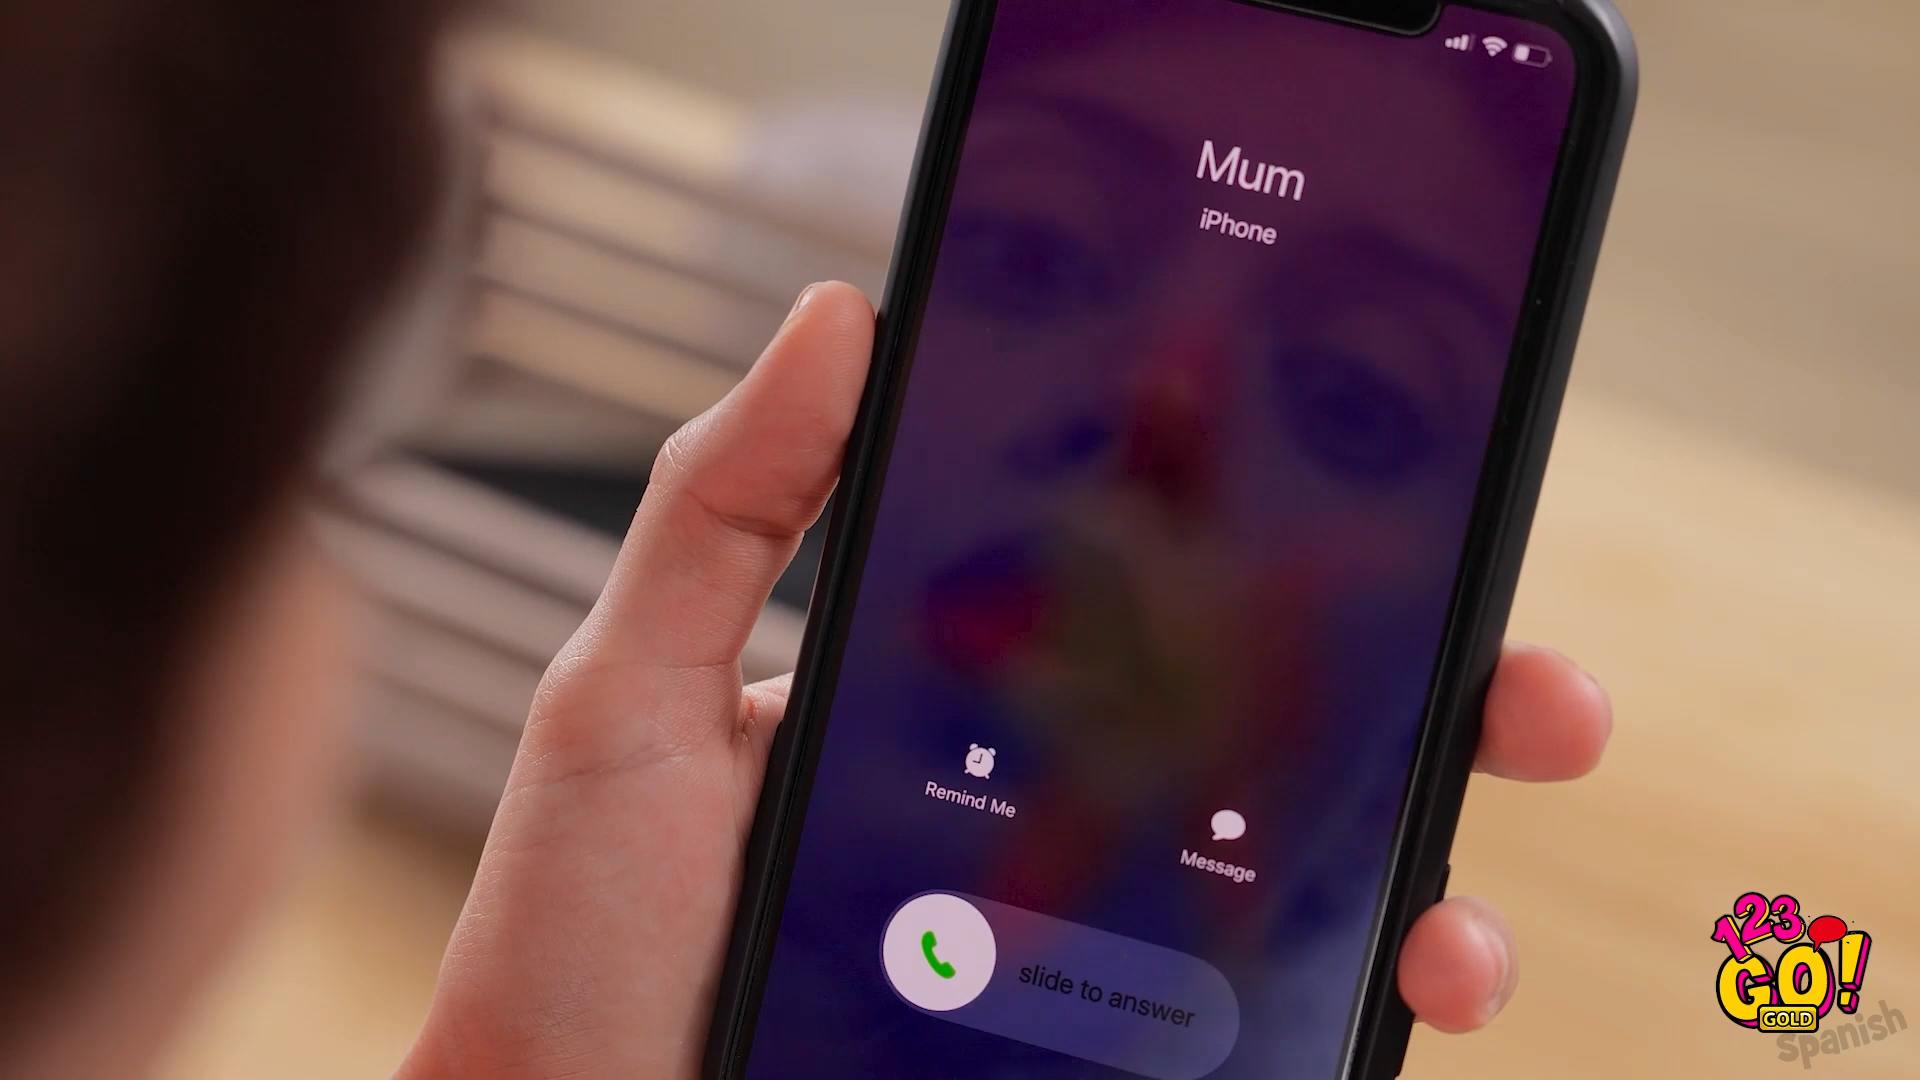 Mum
iPhone
Remind Me
Message
slide to answer
123
GO!
GOLD
Spanish